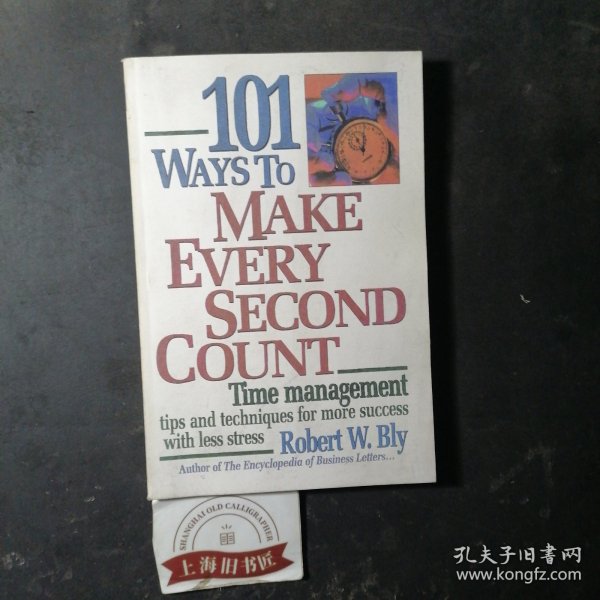 101
WAYS TO
MAKE
EVERY
SECOND
COUNT
Time management
tips and techniques for more success
with less stress Robert W. Bly
Author of The Encyclopedia of Business Letters...
SHANGHAI OLD CALLIGRAPHER
上海旧书匠
孔夫子旧书网
www.kongfz.com